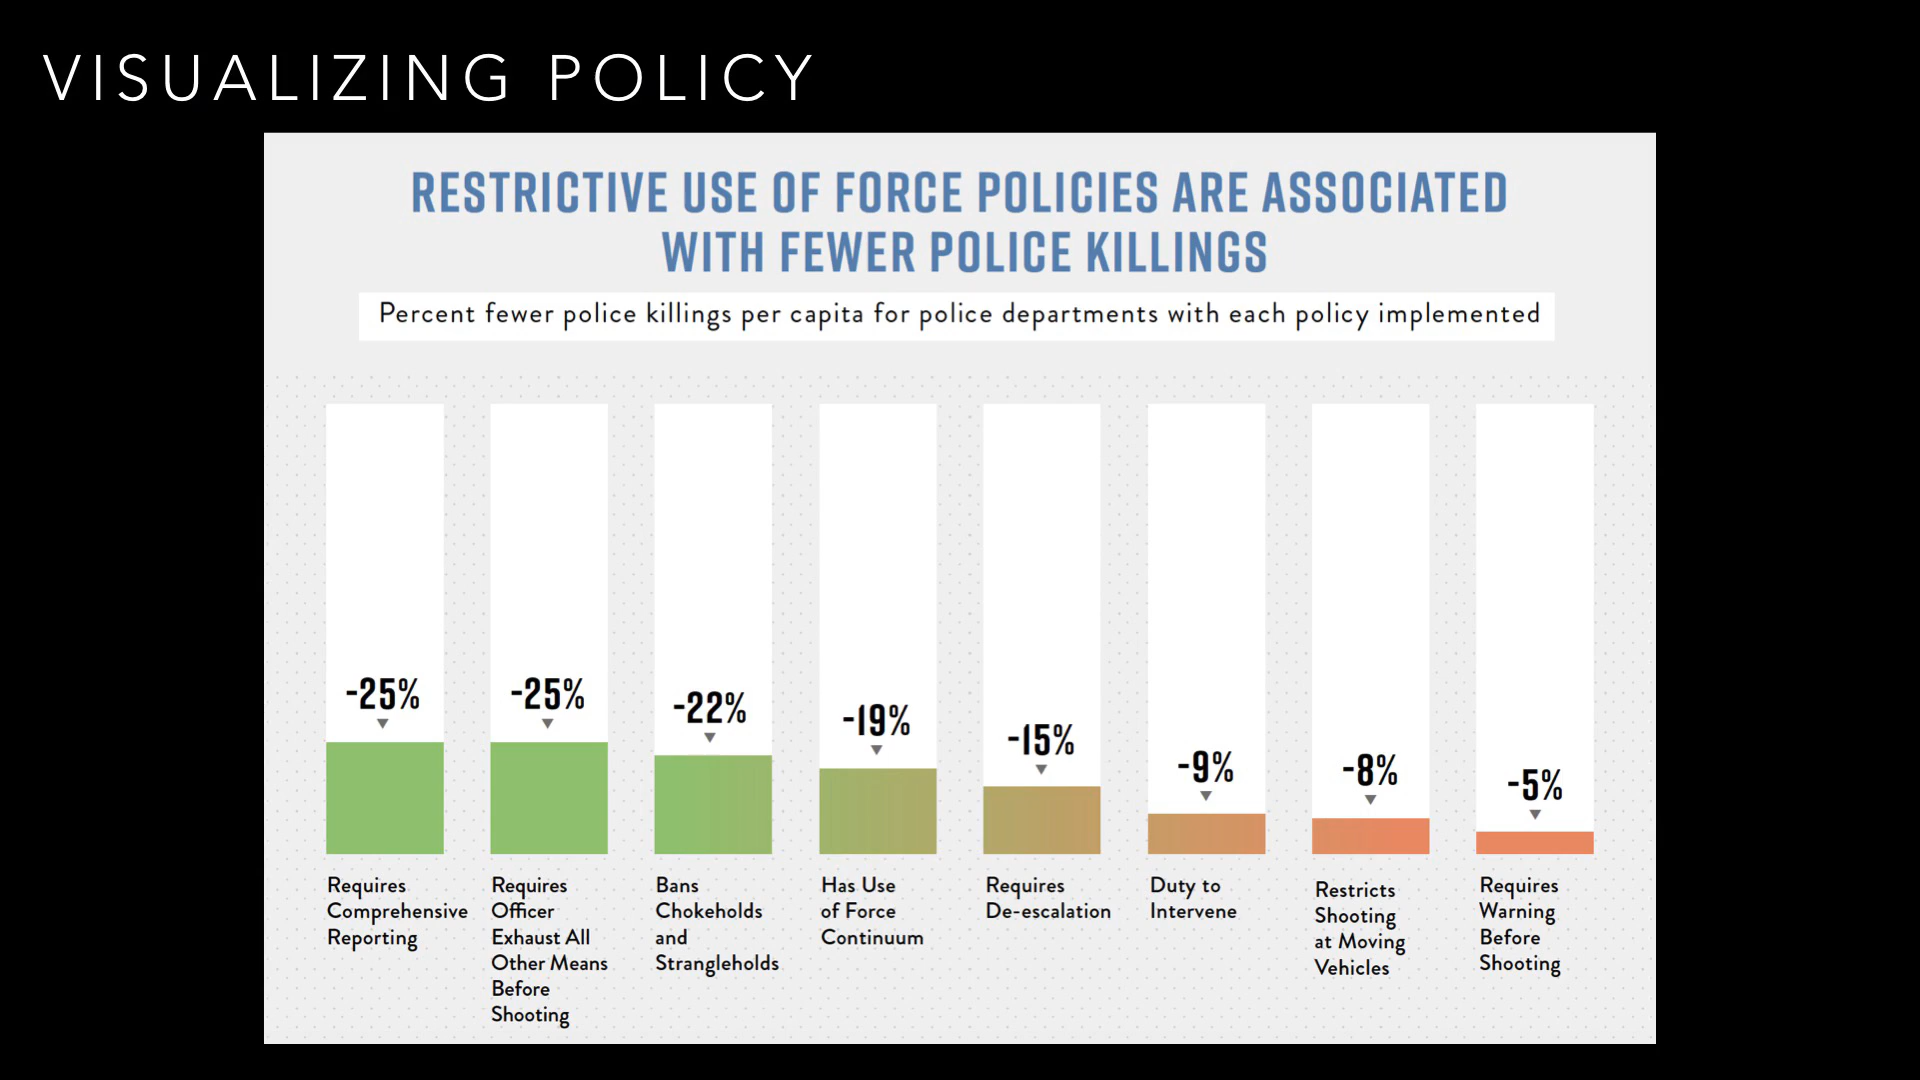 VISUALIZING POLICY
RESTRICTIVE USE OF FORCE POLICIES ARE ASSOCIATED
WITH FEWER POLICE KILLINGS
Percent fewer police killings per capita for police departments with each policy implemented
-25%
-25%
-22%
-19%
-15%
-9%
-8%
-5%
Requires
Comprehensive
Reporting
Requires
Officer
Exhaust All
Other Means
Before
Shooting
Bans
Chokeholds
and
Strangleholds
Has Use
of Force
Continuum
Requires
De-escalation
Duty to
Intervene
Restricts
Shooting
at Moving
Vehicles
Requires
Warning
Before
Shooting